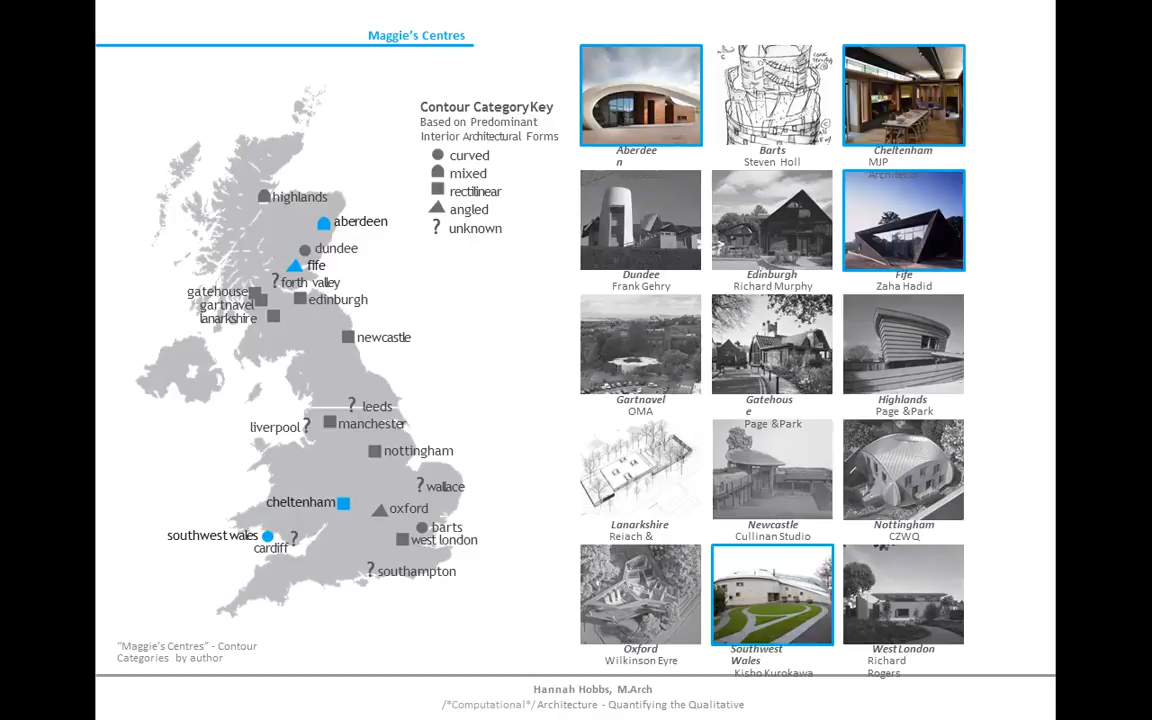 Maggie's Centres
Contour Category Key
Based on Predominant
Interior Architectural Forms
curved
mixed
rectilinear
angled
? unknown
highlands
aberdeen
dundee
fife
? forth valley
gatehouse
edinburgh
gartnavel
lanarkshire
newcastle
? leeds
liverpool ?
manchester
nottingham
? wallace
cheltenham
oxford
barts
southwest wales
west london
cardiff ?
? southampton
"Maggie's Centres" - Contour
Categories by author
Aberdee
n
Barts
Steven Holl
Cheltenham
MJP
Architects
Dundee
Frank Gehry
Edinburgh
Richard Murphy
Fife
Zaha Hadid
Gartnavel
OMA
Gatehous
e
Page & Park
Highlands
Page & Park
Lanarkshire
Reiach &
Newcastle
Cullinan Studio
Nottingham
CZWQ
Oxford
Wilkinson Eyre
Southwest
Wales
Kisho Kurokawa
West London
Richard
Rogers
Hannah Hobbs, M.Arch
/*Computational*/ Architecture - Quantifying the Qualitative